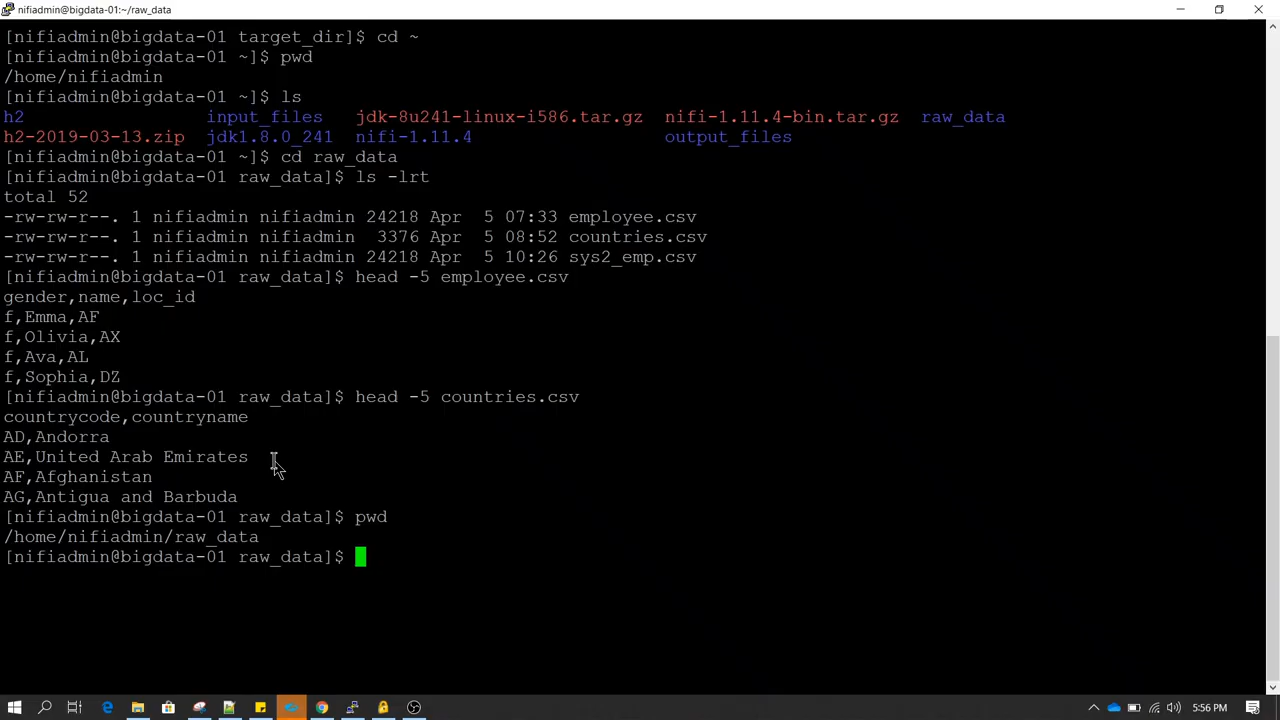 nifiadmin@bigdata-01:~/raw_data
[nifiadmin@bigdata-01 target_dir]$ cd ~
[nifiadmin@bigdata-01 ~]$ pwd
/home/nifiadmin
[nifiadmin@bigdata-01 ~]$ ls
h2 input_files jdk-8u241-linux-i586.tar.gz nifi-1.11.4-bin.tar.gz raw_data
h2-2019-03-13.zip jdk1.8.0_241 nifi-1.11.4 output_files
[nifiadmin@bigdata-01 ~]$ cd raw_data
[nifiadmin@bigdata-01 raw_data]$ ls -lrt
total 52
-rw-rw-r--. 1 nifiadmin nifiadmin 24218 Apr  5 07:33 employee.csv
-rw-rw-r--. 1 nifiadmin nifiadmin  3376 Apr  5 08:52 countries.csv
-rw-rw-r--. 1 nifiadmin nifiadmin 24218 Apr  5 10:26 sys2_emp.csv
[nifiadmin@bigdata-01 raw_data]$ head -5 employee.csv
gender,name,loc_id
f,Emma,AF
f,Olivia,AX
f,Ava,AL
f,Sophia,DZ
[nifiadmin@bigdata-01 raw_data]$ head -5 countries.csv
countrycode,countryname
AD,Andorra
AE,United Arab Emirates
AF,Afghanistan
AG,Antigua and Barbuda
[nifiadmin@bigdata-01 raw_data]$ pwd
/home/nifiadmin/raw_data
[nifiadmin@bigdata-01 raw_data]$
5:56 PM